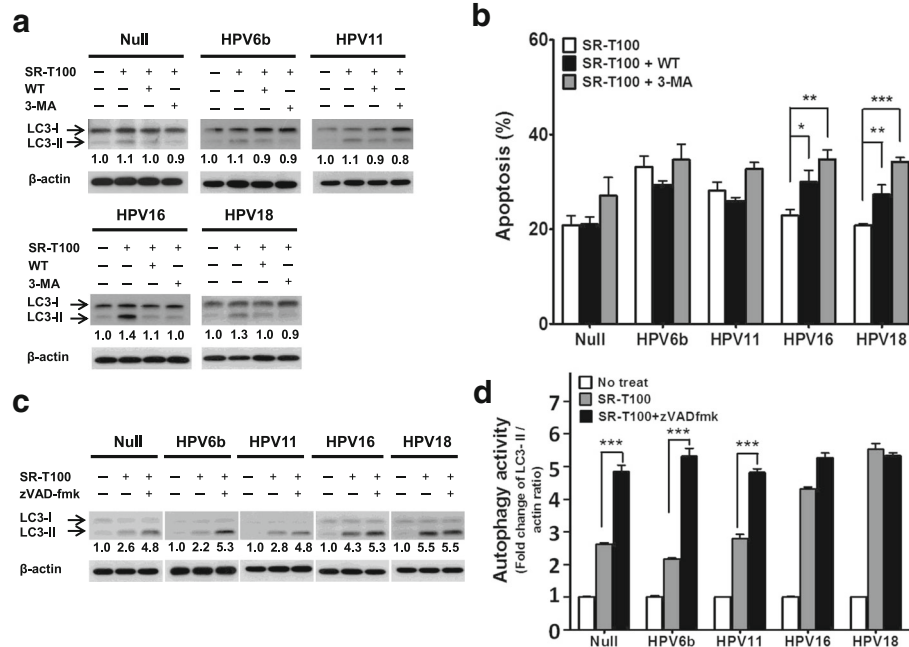 a
Null HPV6b HPV11
SR-T100 – + + + – + + + – + + +
WT – – + – – – + – – – + –
3-MA – – – + – – – + – – – +
LC3-I
LC3-II
1.0 1.1 1.0 0.9 1.0 1.1 0.9 0.9 1.0 1.1 0.9 0.8
β-actin
HPV16 HPV18
SR-T100 – + + + – + + +
WT – – + – – – + –
3-MA – – – + – – – +
LC3-I
LC3-II
1.0 1.4 1.1 1.0 1.0 1.3 1.0 0.9
β-actin
b
SR-T100
SR-T100 + WT
SR-T100 + 3-MA
Apoptosis (%)
60
40
20
0
** *
*** **
Null HPV6b HPV11 HPV16 HPV18
c
Null HPV6b HPV11 HPV16 HPV18
SR-T100 – + + – + + – + + – + + – + +
zVAD-fmk – – + – – + – – + – – + – – +
LC3-I
LC3-II
1.0 2.6 4.8 1.0 2.2 5.3 1.0 2.8 4.8 1.0 4.3 5.3 1.0 5.5 5.5
β-actin
d
No treat
SR-T100
SR-T100+zVADfmk
Autophagy activity
(Fold change of LC3- II /
actin ratio)
7
6
5
4
3
2
1
0
*** *** ***
Null HPV6b HPV11 HPV16 HPV18